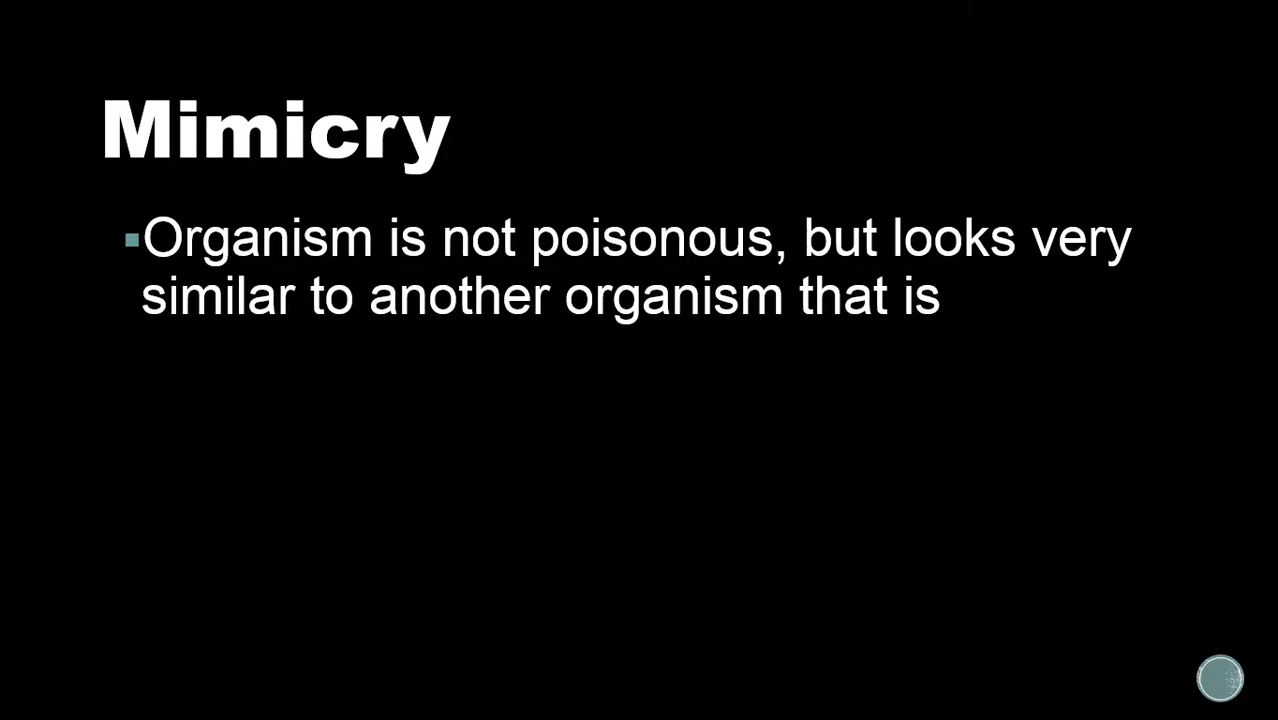 Mimicry
▪Organism is not poisonous, but looks very
similar to another organism that is